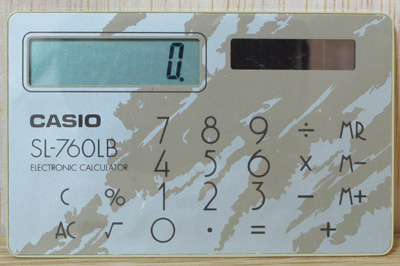 0.
CASIO
SL-760LB
ELECTRONIC CALCULATOR
7 8 9 ÷ MR
4 5 6 × M−
C % 1 2 3 − M+
AC √ 0 · = +